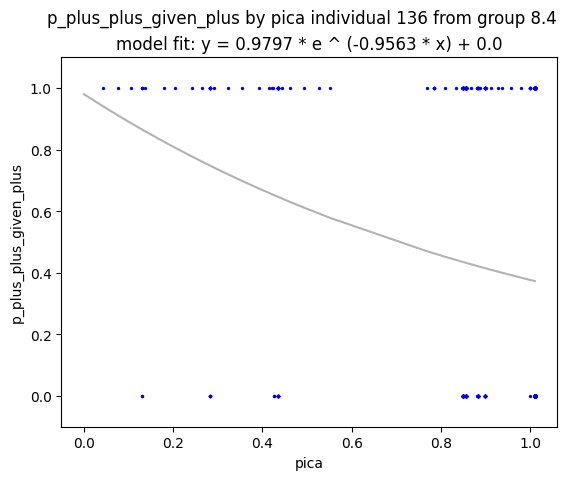 p_plus_plus_given_plus by pica individual 136 from group 8.4
model fit: y = 0.9797 * e ^ (-0.9563 * x) + 0.0
1.0
0.8
0.6
0.4
0.2
0.0
p_plus_plus_given_plus
0.0 0.2 0.4 0.6 0.8 1.0
pica